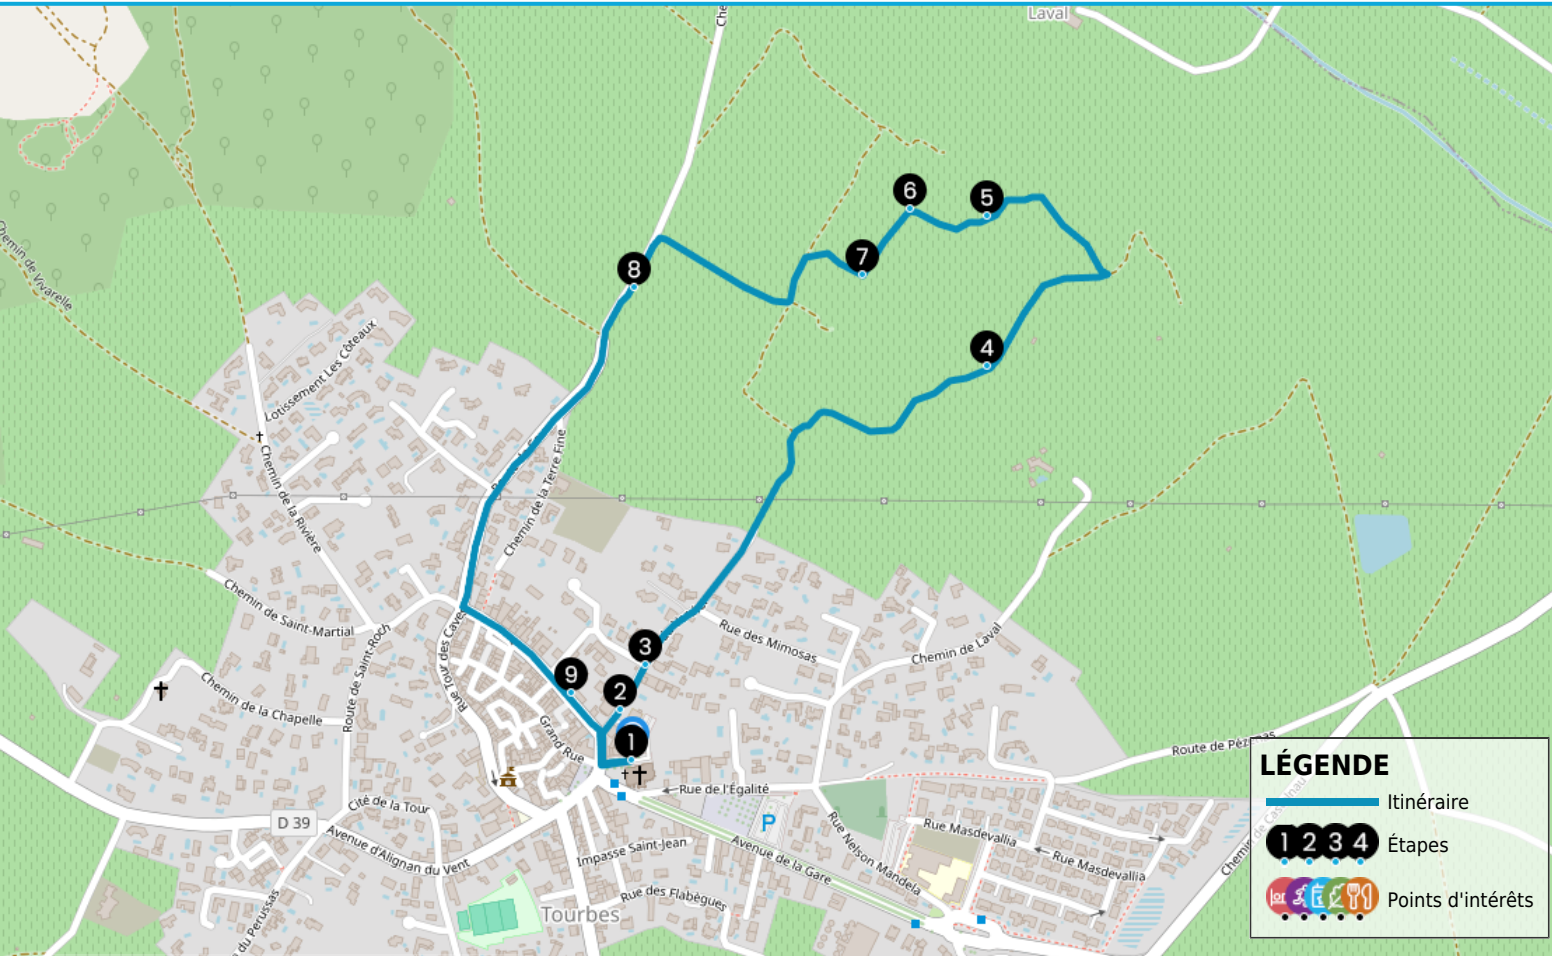 Che
Laval
6
5
7
8
4
Chemin de Vivarelle
Lotissement Les Côteaux
Chemin de la Rivière
Chemin de la Terre Fine
Chemin de Saint-Martial
Rue Tour des Caves
Route de Saint-Roch
Chemin de la Chapelle
3
Rue des Mimosas
Chemin de Laval
9
2
1
Grand Rue
Route de Pézenas
Rue de l'Égalité
P
Cité de la Tour
D 39
Avenue d'Alignan du Vent
Impasse Saint-Jean
Avenue de la Gare
Rue Nelson Mandela
Rue Masdevallia
Rue Masdevallia
Rue des Flabègues
Tourbes
du Perussas
LÉGENDE
Itinéraire
1 2 3 4 Étapes
Points d'intérêts